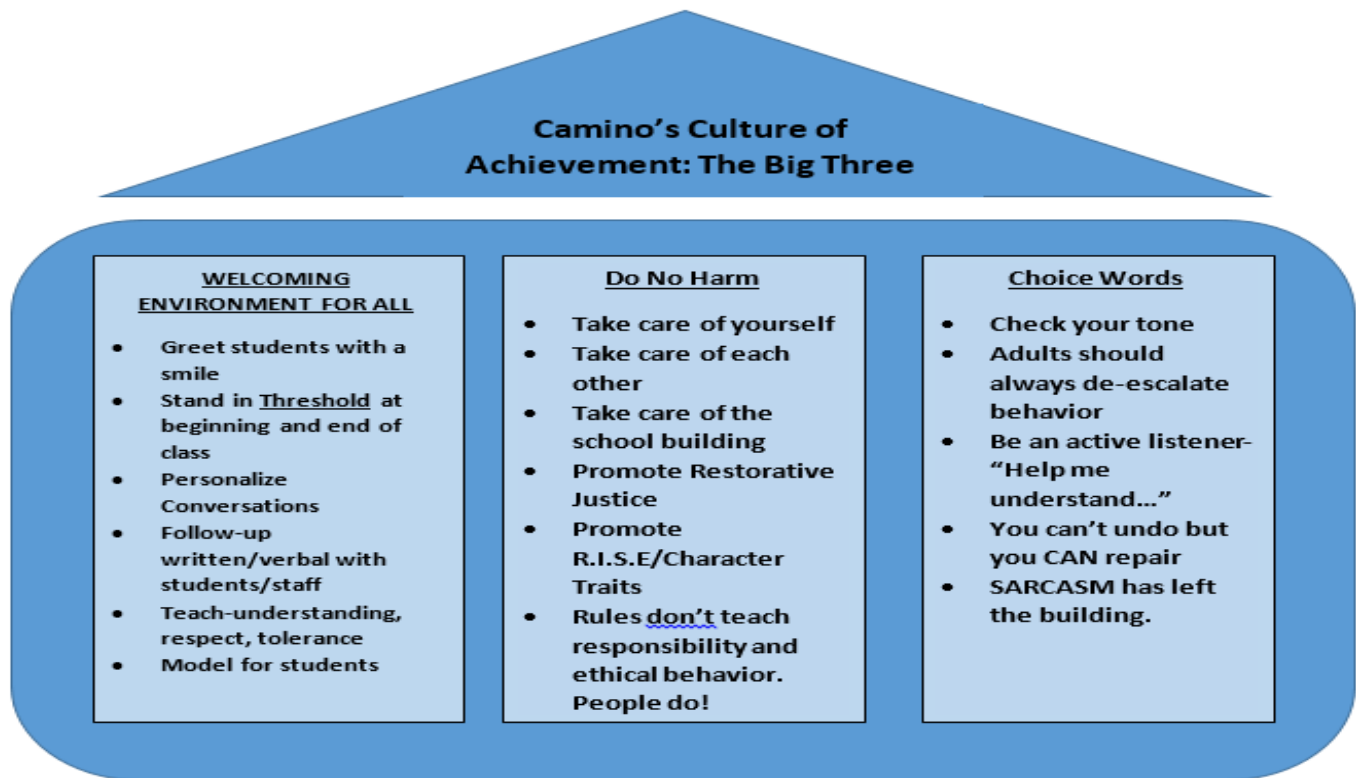 Camino’s Culture of
Achievement: The Big Three
WELCOMING
ENVIRONMENT FOR ALL
• Greet students with a
smile
• Stand in Threshold at
beginning and end of
class
• Personalize
Conversations
• Follow-up
written/verbal with
students/staff
• Teach-understanding,
respect, tolerance
• Model for students
Do No Harm
• Take care of yourself
• Take care of each
other
• Take care of the
school building
• Promote Restorative
Justice
• Promote
R.I.S.E/Character
Traits
• Rules don’t teach
responsibility and
ethical behavior.
People do!
Choice Words
• Check your tone
• Adults should
always de-escalate
behavior
• Be an active listener-
“Help me
understand…”
• You can’t undo but
you CAN repair
• SARCASM has left
the building.